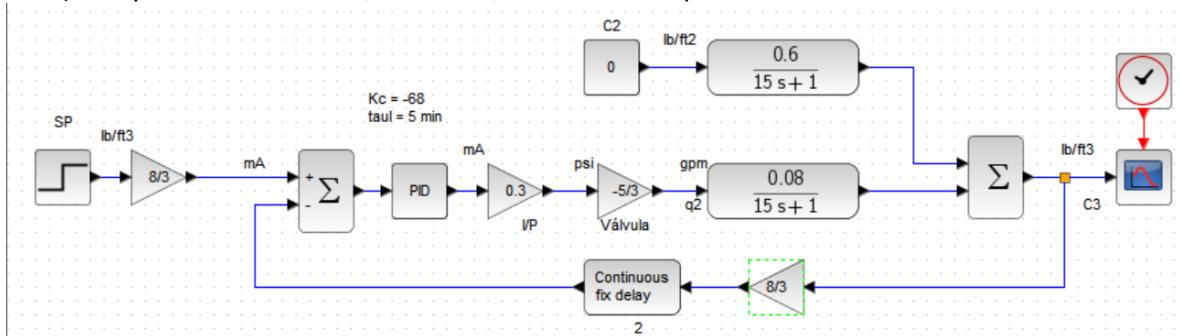 C2
lb/ft2
0
0.6
15 s + 1
Kc = -68
tauI = 5 min
SP
lb/ft3
8/3
mA
+
-
Σ
PID
mA
0.3
I/P
psi
-5/3
Válvula
gpm
q2
0.08
15 s + 1
Σ
lb/ft3
C3
Continuous
fix delay
2
8/3